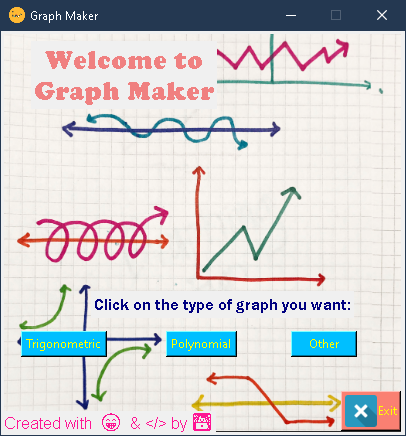 Graph Maker
Welcome to
Graph Maker
Click on the type of graph you want:
Trigonometric Polynomial Other
Created with 😁 & </> by
Exit